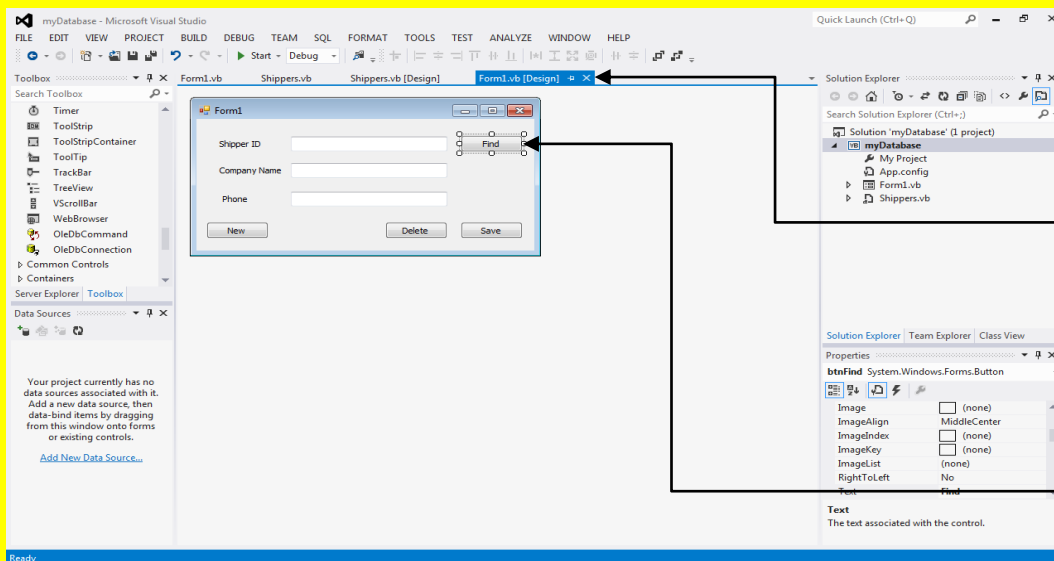 myDatabase - Microsoft Visual Studio
Quick Launch (Ctrl+Q)
FILE EDIT VIEW PROJECT BUILD DEBUG TEAM SQL FORMAT TOOLS TEST ANALYZE WINDOW HELP
Start Debug
Toolbox
Search Toolbox
Timer
ToolStrip
ToolStripContainer
ToolTip
TrackBar
TreeView
VScrollBar
WebBrowser
OleDbCommand
OleDbConnection
Common Controls
Containers
Server Explorer Toolbox
Data Sources
Your project currently has no
data sources associated with it.
Add a new data source, then
data-bind items by dragging
from this window onto forms
or existing controls.
Add New Data Source...
Form1.vb Shippers.vb Shippers.vb [Design] Form1.vb [Design]
Form1
Shipper ID Find
Company Name
Phone
New Delete Save
Solution Explorer
Search Solution Explorer (Ctrl+;)
Solution 'myDatabase' (1 project)
VB myDatabase
My Project
App.config
Form1.vb
Shippers.vb
Solution Explorer Team Explorer Class View
Properties
btnFind System.Windows.Forms.Button
Image (none)
ImageAlign MiddleCenter
ImageIndex (none)
ImageKey (none)
ImageList (none)
RightToLeft No
Text Find
Text
The text associated with the control.
Ready